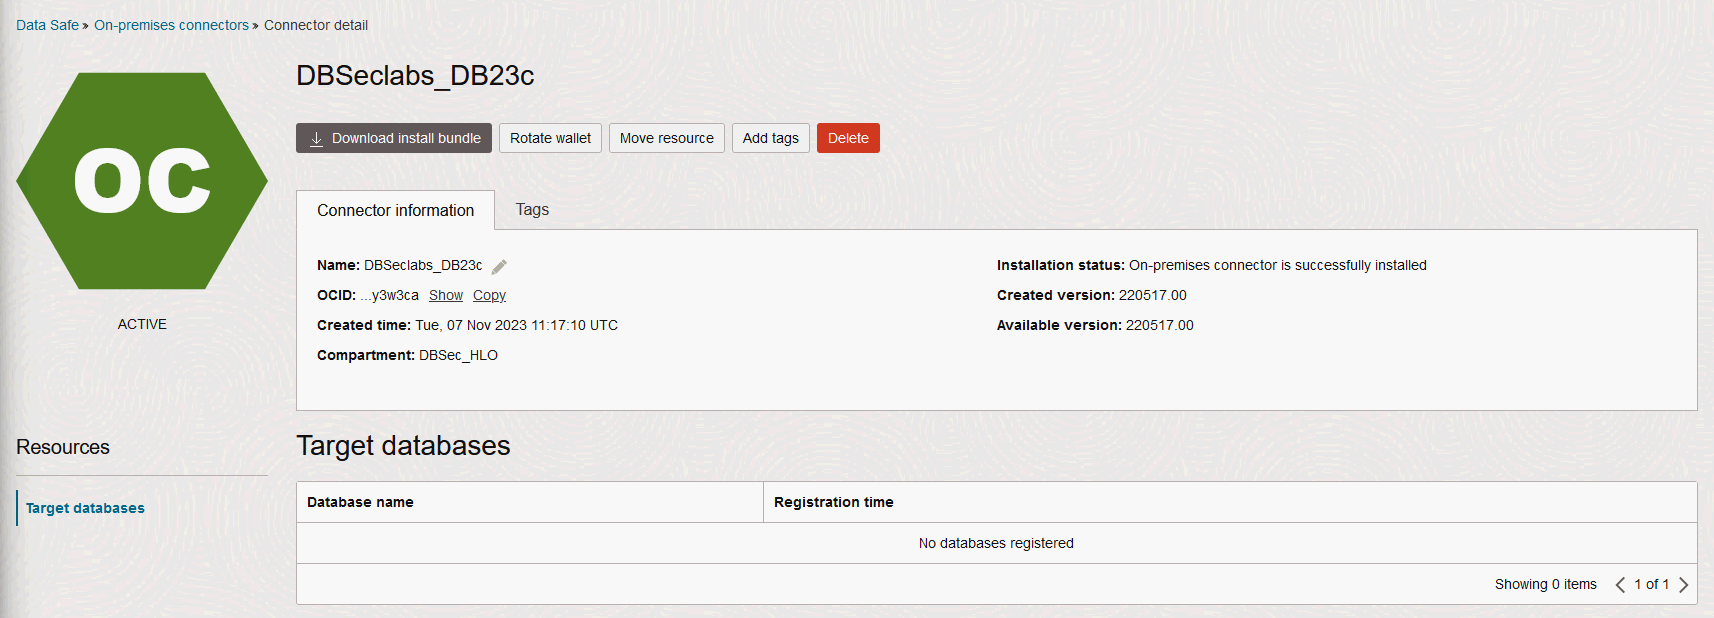 Data Safe » On-premises connectors » Connector detail
OC
ACTIVE
DBSeclabs_DB23c
Download install bundle Rotate wallet Move resource Add tags Delete
Connector information Tags
Name: DBSeclabs_DB23c
OCID: ...y3w3ca Show Copy
Created time: Tue, 07 Nov 2023 11:17:10 UTC
Compartment: DBSec_HLO
Installation status: On-premises connector is successfully installed
Created version: 220517.00
Available version: 220517.00
Resources
Target databases
Target databases
Database name Registration time
No databases registered
Showing 0 items 1 of 1